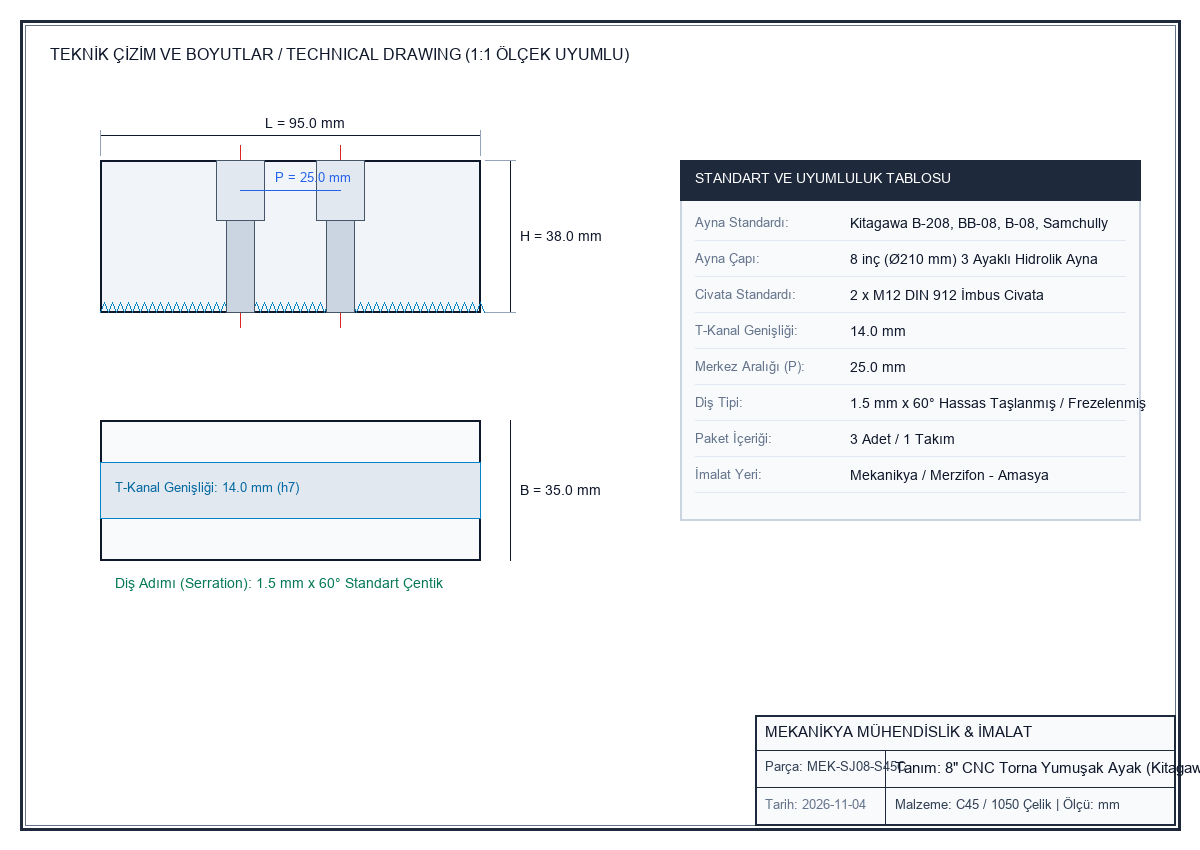 TEKNİK ÇİZİM VE BOYUTLAR / TECHNICAL DRAWING (1:1 ÖLÇEK UYUMLU)
L = 95.0 mm
P = 25.0 mm
H = 38.0 mm
T-Kanal Genişliği: 14.0 mm (h7)
B = 35.0 mm
Diş Adımı (Serration): 1.5 mm x 60° Standart Çentik
STANDART VE UYUMLULUK TABLOSU
Ayna Standardı: Kitagawa B-208, BB-08, B-08, Samchully
Ayna Çapı: 8 inç (Ø210 mm) 3 Ayaklı Hidrolik Ayna
Civata Standardı: 2 x M12 DIN 912 İmbus Civata
T-Kanal Genişliği: 14.0 mm
Merkez Aralığı (P): 25.0 mm
Diş Tipi: 1.5 mm x 60° Hassas Taşlanmış / Frezelenmiş
Paket İçeriği: 3 Adet / 1 Takım
İmalat Yeri: Mekanikya / Merzifon - Amasya
MEKANİKYA MÜHENDİSLİK & İMALAT
Parça: MEK-SJ08-S45C Tanım: 8" CNC Torna Yumuşak Ayak (Kitagaw
Tarih: 2026-11-04 Malzeme: C45 / 1050 Çelik | Ölçü: mm